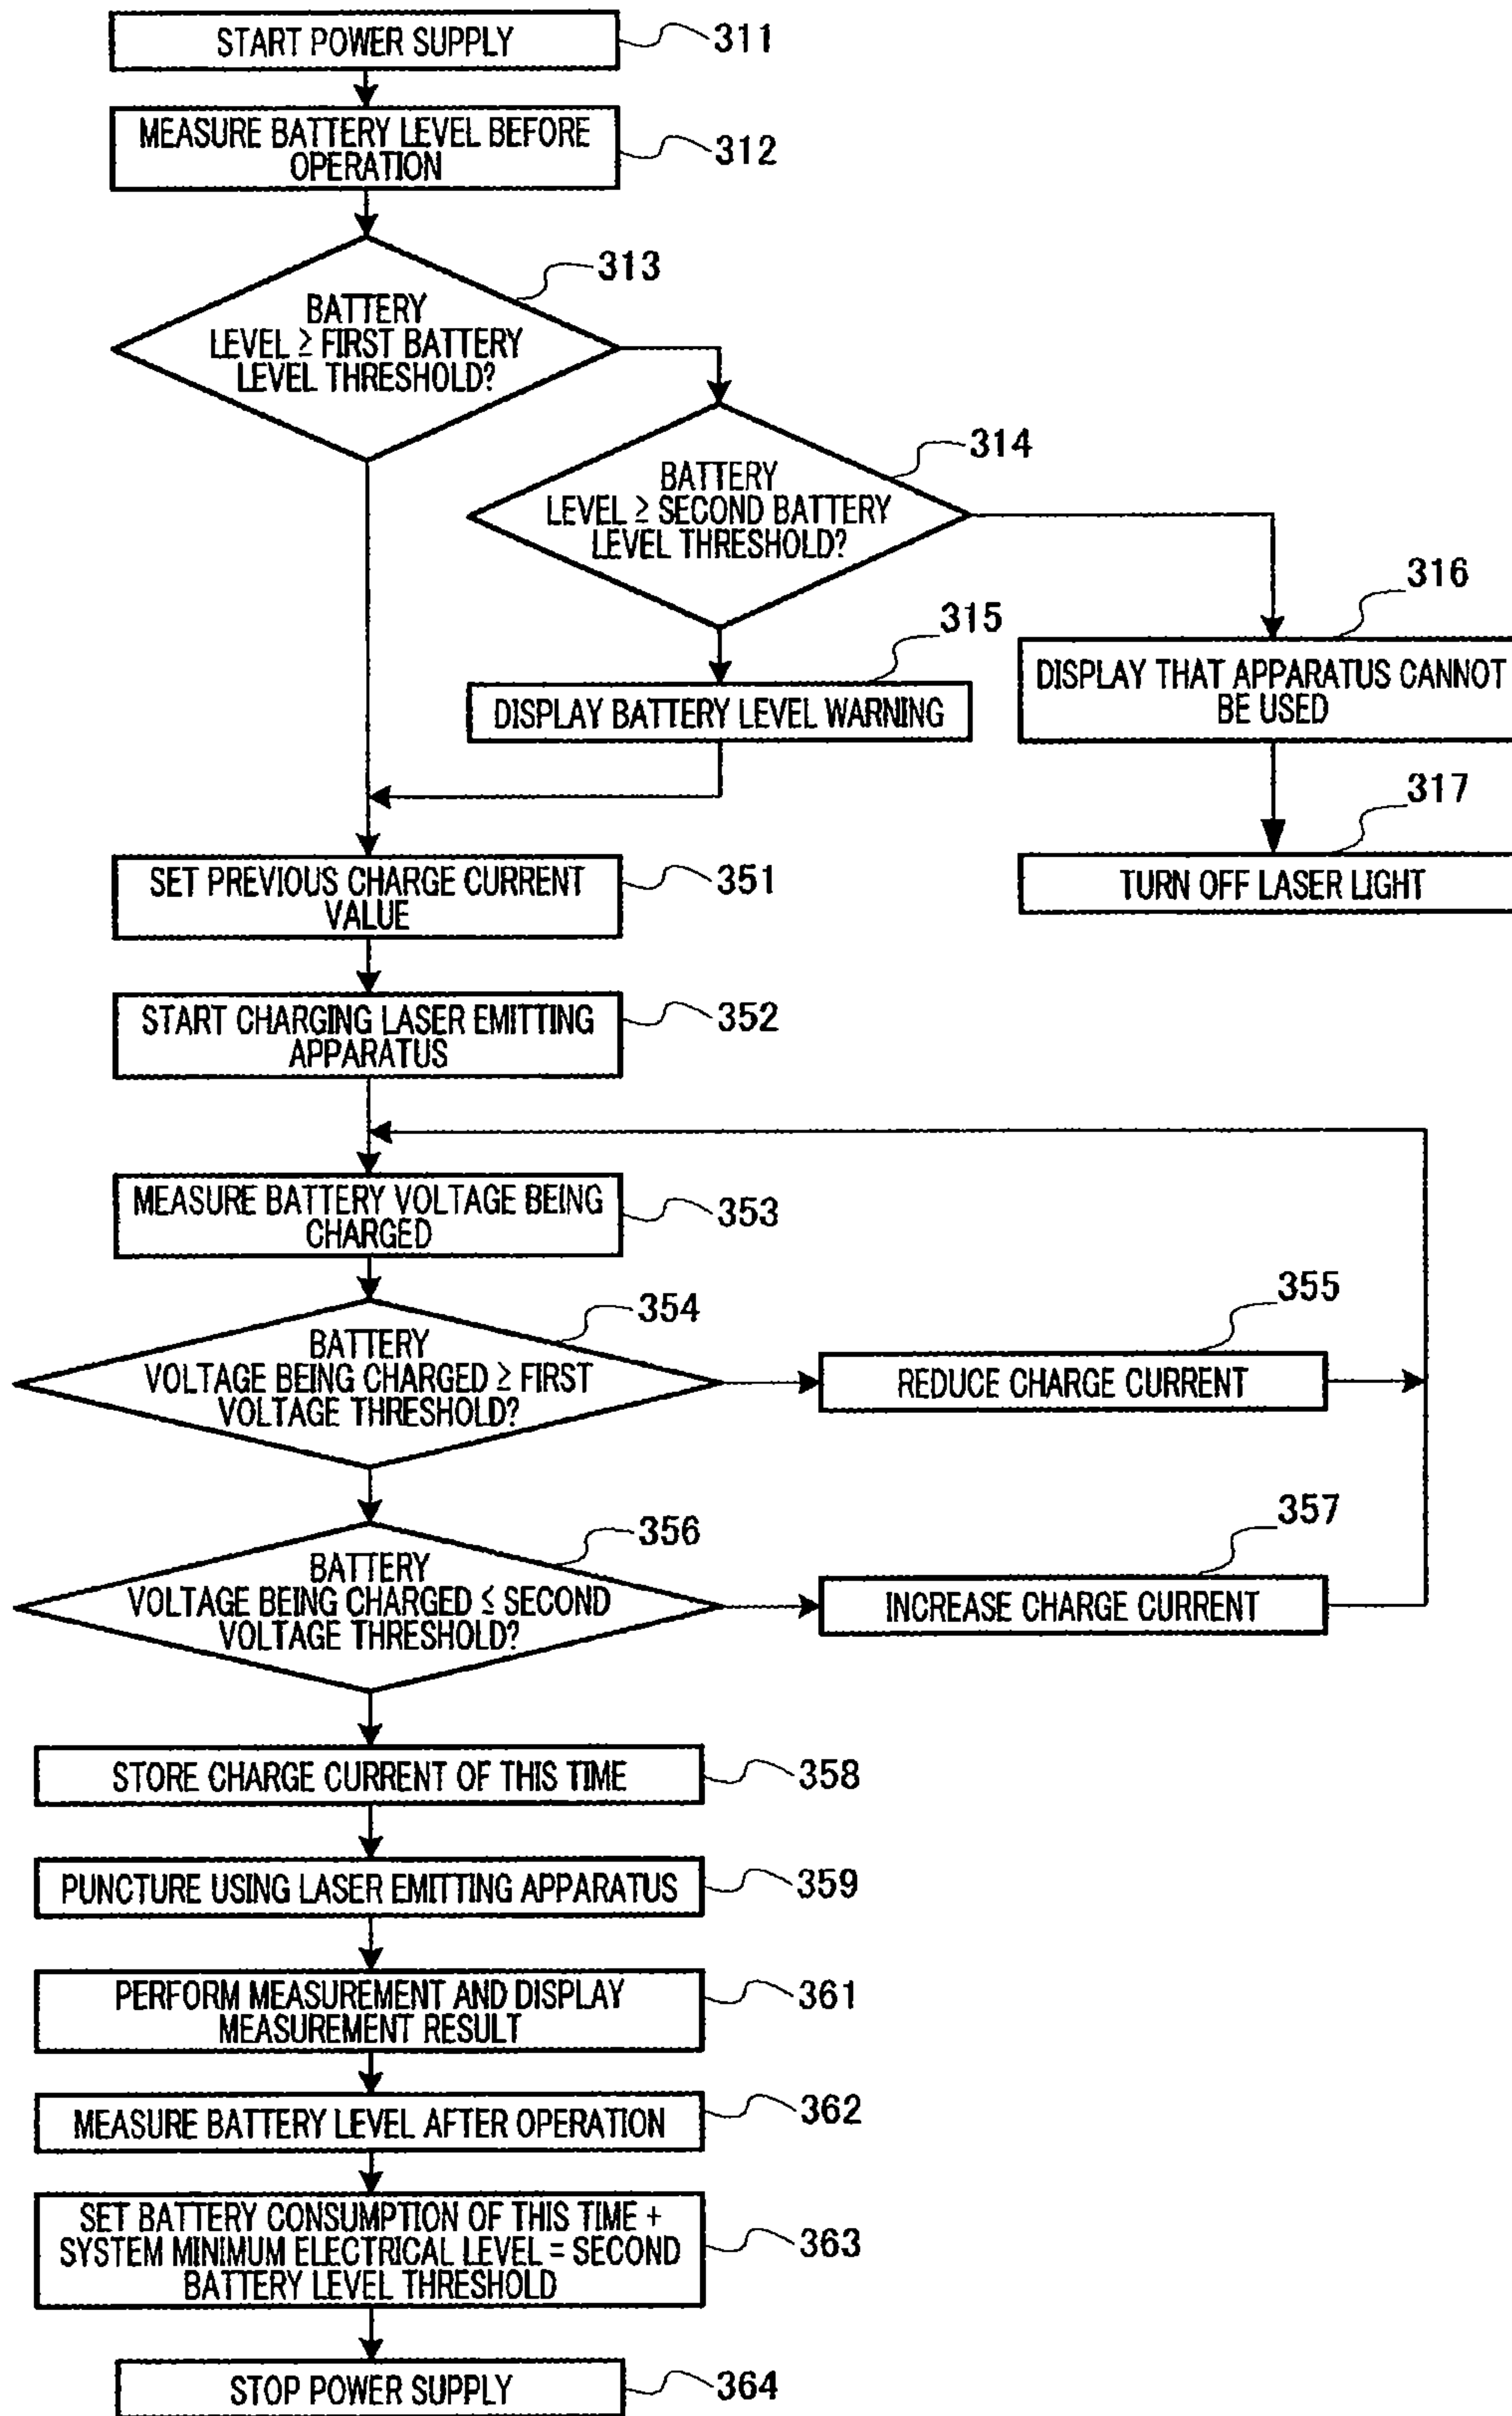 START POWER SUPPLY
311
MEASURE BATTERY LEVEL BEFORE
OPERATION
312
313
BATTERY
LEVEL ≥ FIRST BATTERY
LEVEL THRESHOLD?
314
BATTERY
LEVEL ≥ SECOND BATTERY
LEVEL THRESHOLD?
316
315
DISPLAY THAT APPARATUS CANNOT
BE USED
DISPLAY BATTERY LEVEL WARNING
317
TURN OFF LASER LIGHT
SET PREVIOUS CHARGE CURRENT
VALUE
351
START CHARGING LASER EMITTING
APPARATUS
352
MEASURE BATTERY VOLTAGE BEING
CHARGED
353
354
BATTERY
VOLTAGE BEING CHARGED ≥ FIRST
VOLTAGE THRESHOLD?
355
REDUCE CHARGE CURRENT
356
BATTERY
VOLTAGE BEING CHARGED ≤ SECOND
VOLTAGE THRESHOLD?
357
INCREASE CHARGE CURRENT
STORE CHARGE CURRENT OF THIS TIME
358
PUNCTURE USING LASER EMITTING APPARATUS
359
PERFORM MEASUREMENT AND DISPLAY
MEASUREMENT RESULT
361
MEASURE BATTERY LEVEL AFTER OPERATION
362
SET BATTERY CONSUMPTION OF THIS TIME +
SYSTEM MINIMUM ELECTRICAL LEVEL = SECOND
BATTERY LEVEL THRESHOLD
363
STOP POWER SUPPLY
364